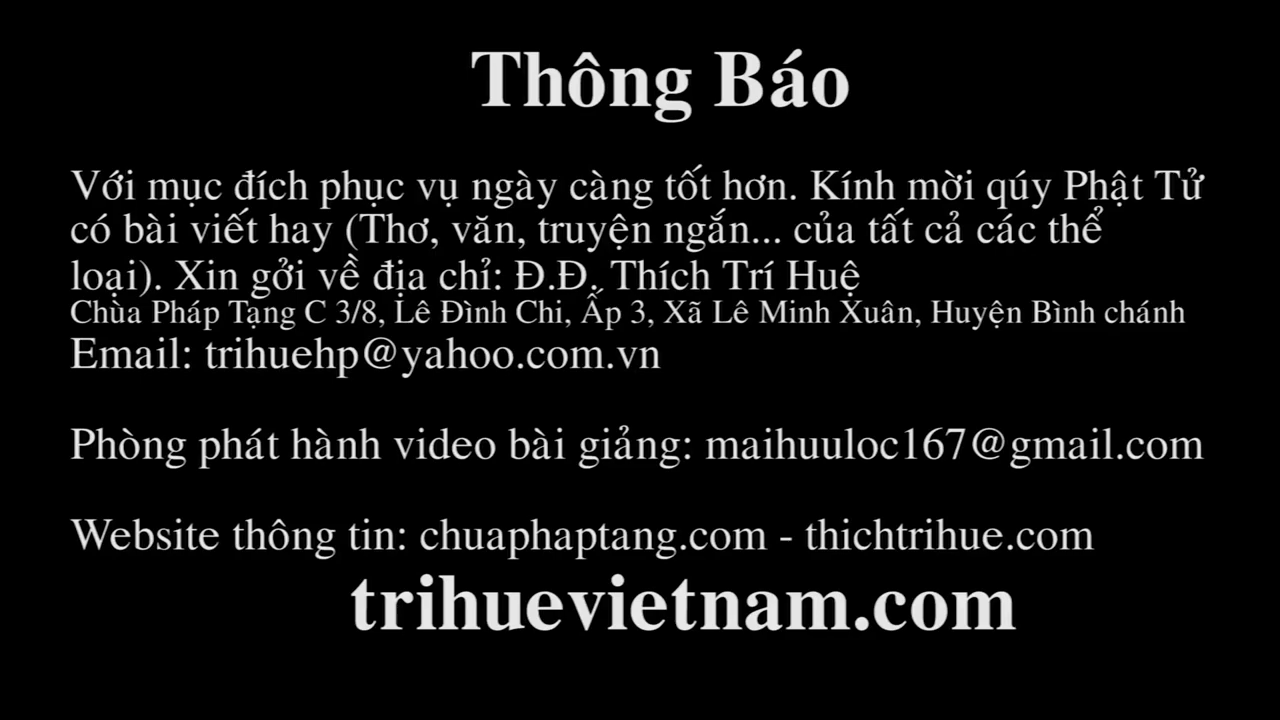 Thông Báo
Với mục đích phục vụ ngày càng tốt hơn. Kính mời qúy Phật Tử
có bài viết hay (Thơ, văn, truyện ngắn... của tất cả các thể
loại). Xin gởi về địa chỉ: Đ.Đ. Thích Trí Huệ
Chùa Pháp Tạng C 3/8, Lê Đình Chi, Ấp 3, Xã Lê Minh Xuân, Huyện Bình chánh
Email: trihuehp@yahoo.com.vn
Phòng phát hành video bài giảng: maihuuloc167@gmail.com
Website thông tin: chuaphaptang.com - thichtrihue.com
trihuevietnam.com